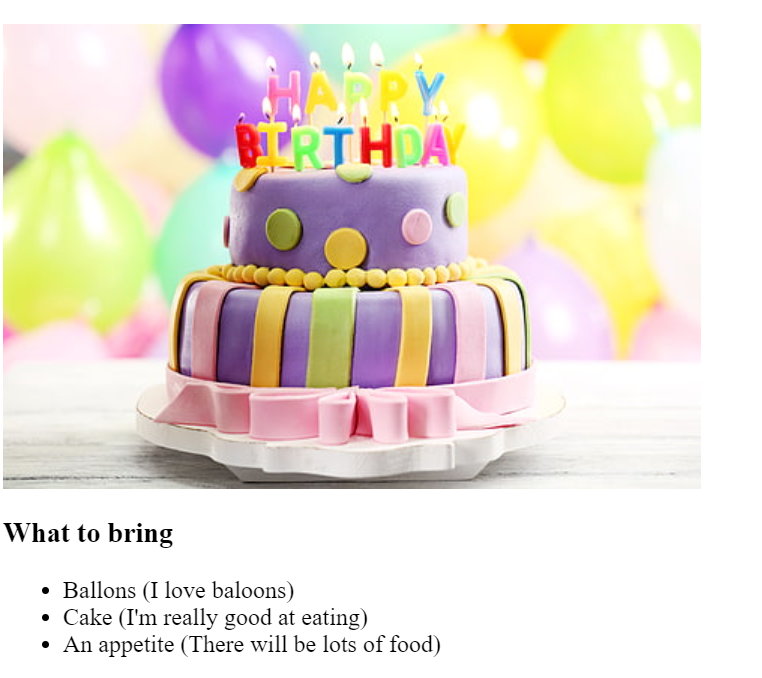 HAPPY
BIRTHDAY
What to bring
Ballons (I love baloons)
Cake (I'm really good at eating)
An appetite (There will be lots of food)